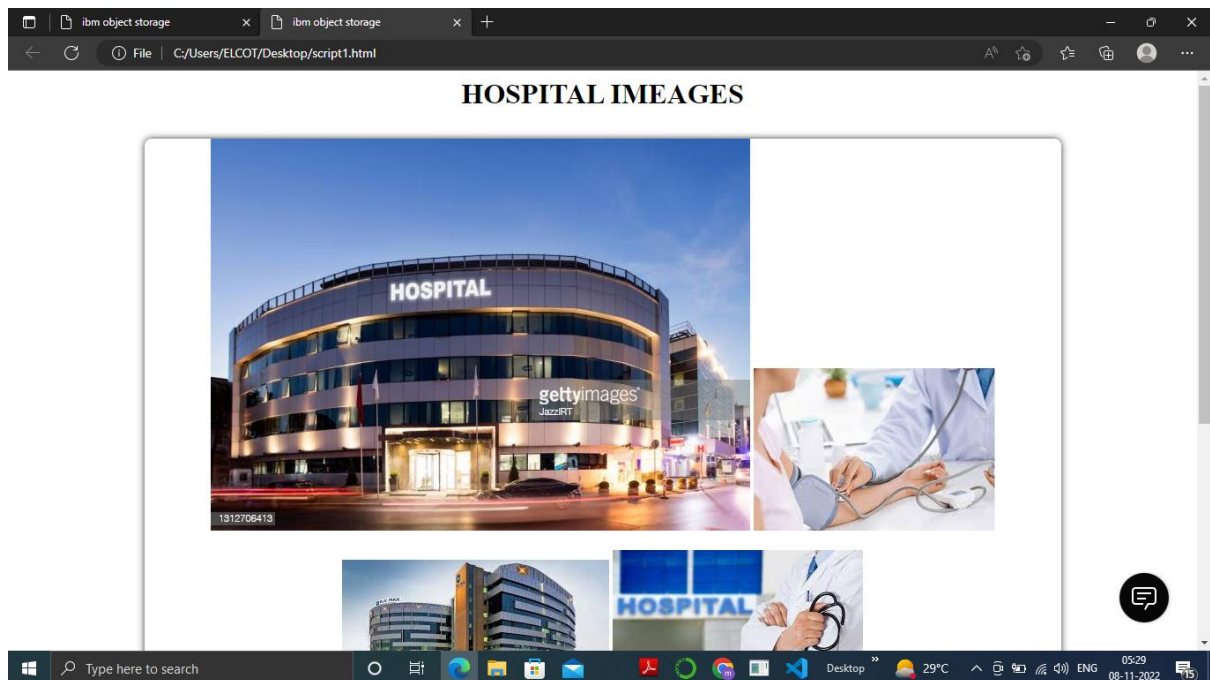 ibm object storage
ibm object storage
File
C:/Users/ELCOT/Desktop/script1.html
HOSPITAL IMEAGES
HOSPITAL
gettyimages®
JazzIRT
1312706413
HOSPITAL
Type here to search
Desktop
29°C
ENG
05:29
08-11-2022
15